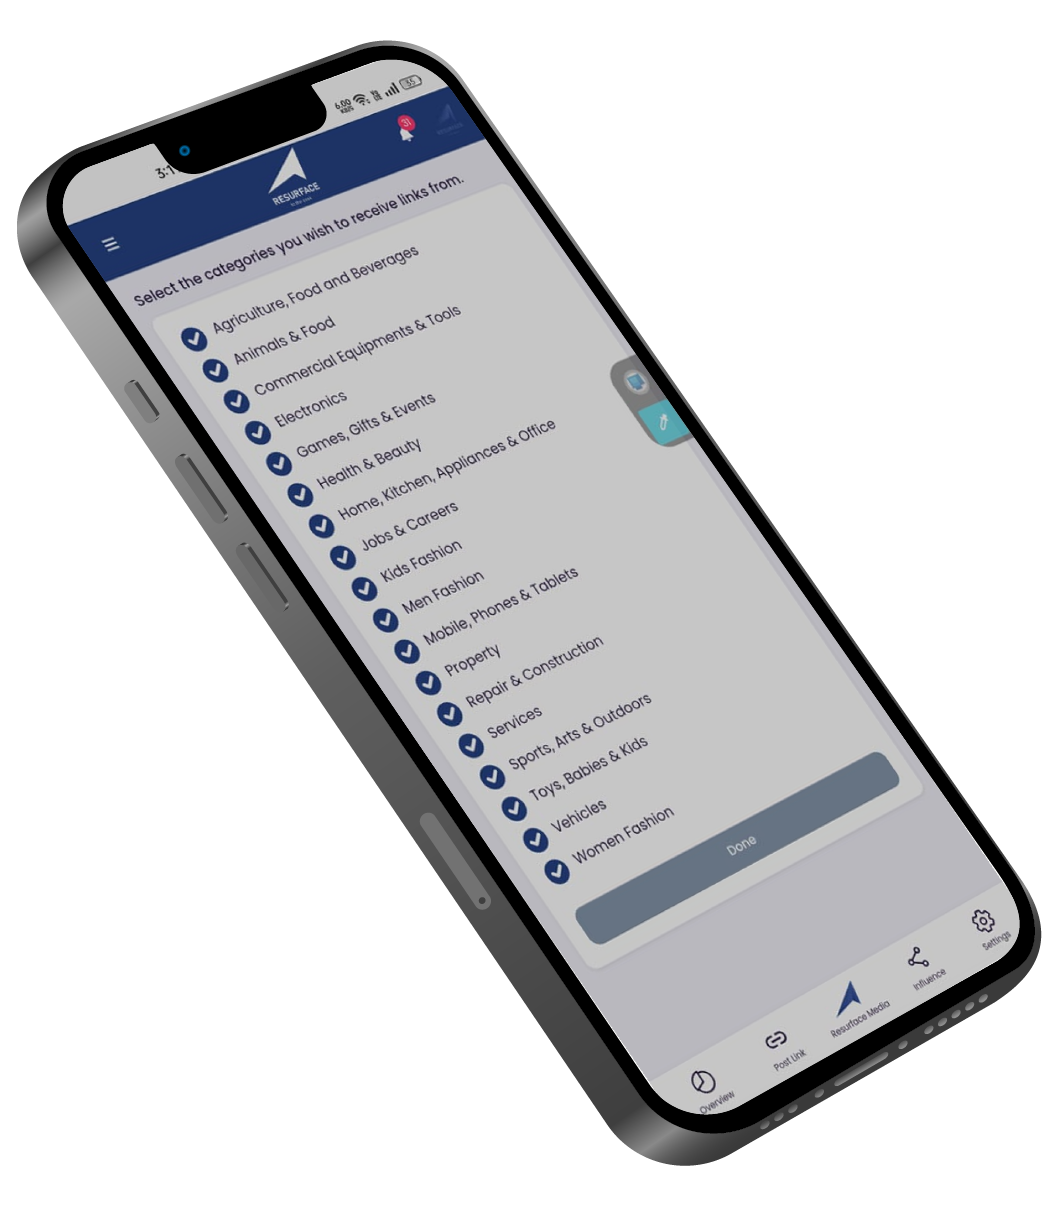 3:1
6.00
KB/S
55
31
RESURFACE
RESURFACE
Select the categories you wish to receive links from.
Agriculture, Food and Beverages
Animals & Food
Commercial Equipments & Tools
Electronics
Games, Gifts & Events
Health & Beauty
Home, Kitchen, Appliances & Office
Jobs & Careers
Kids Fashion
Men Fashion
Mobile, Phones & Tablets
Property
Repair & Construction
Services
Sports, Arts & Outdoors
Toys, Babies & Kids
Vehicles
Women Fashion
Done
Overview
Post Link
Resurface Media
Influence
Settings